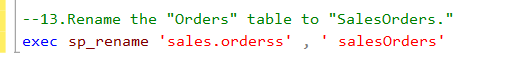 --13.Rename the "Orders" table to "SalesOrders."
exec sp_rename 'sales.orderss' , ' salesOrders'